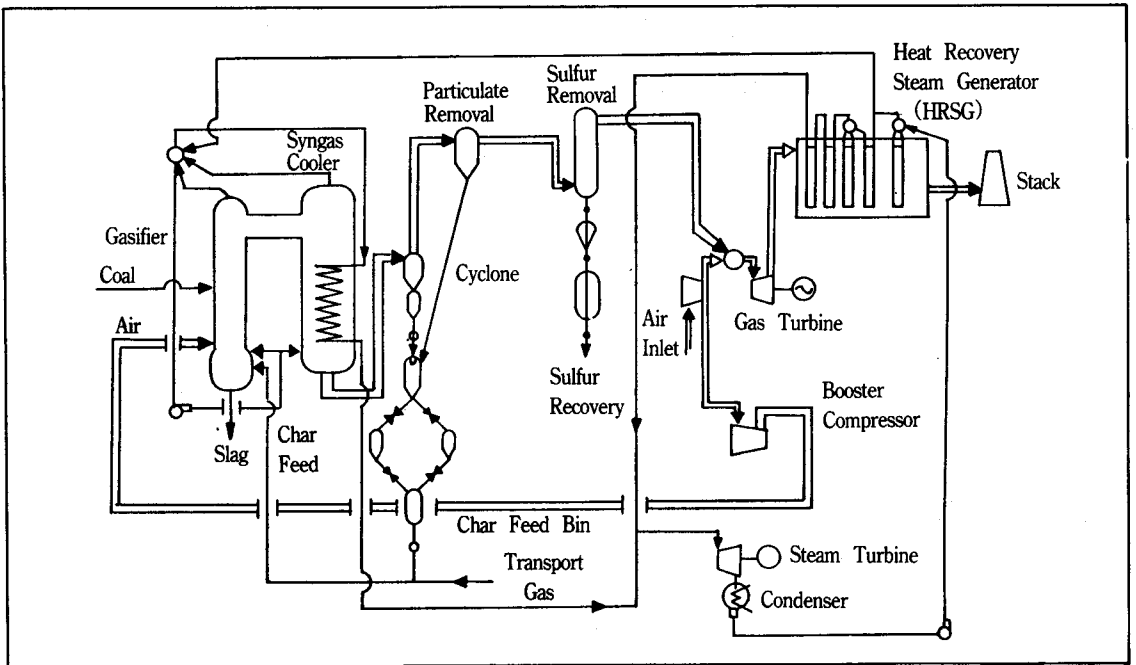 Heat Recovery
Steam Generator
(HRSG)
Particulate
Removal
Sulfur
Removal
Syngas
Cooler
Stack
Gasifier
Coal
Cyclone
Air
Air
Inlet
Gas Turbine
Sulfur
Recovery
Booster
Compressor
Slag
Char
Feed
Char Feed Bin
Transport
Gas
Steam Turbine
Condenser